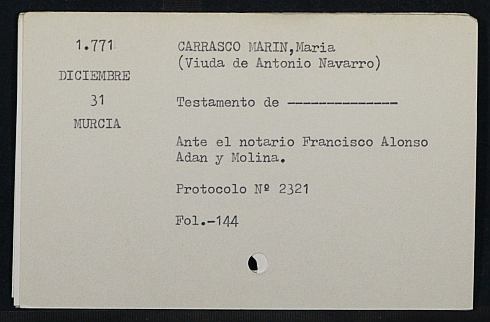 1.771
DICIEMBRE
31
MURCIA
CARRASCO MARIN,Maria
(Viuda de Antonio Navarro)
Testamento de --------------
Ante el notario Francisco Alonso
Adan y Molina.
Protocolo Nº 2321
Fol.-144